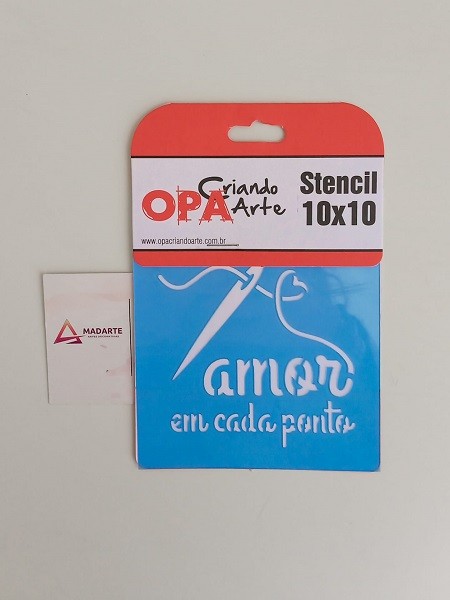 OPA Criando Arte
Stencil
10x10
www.opacriandoarte.com.br
MADARTE
amor
em cada ponto